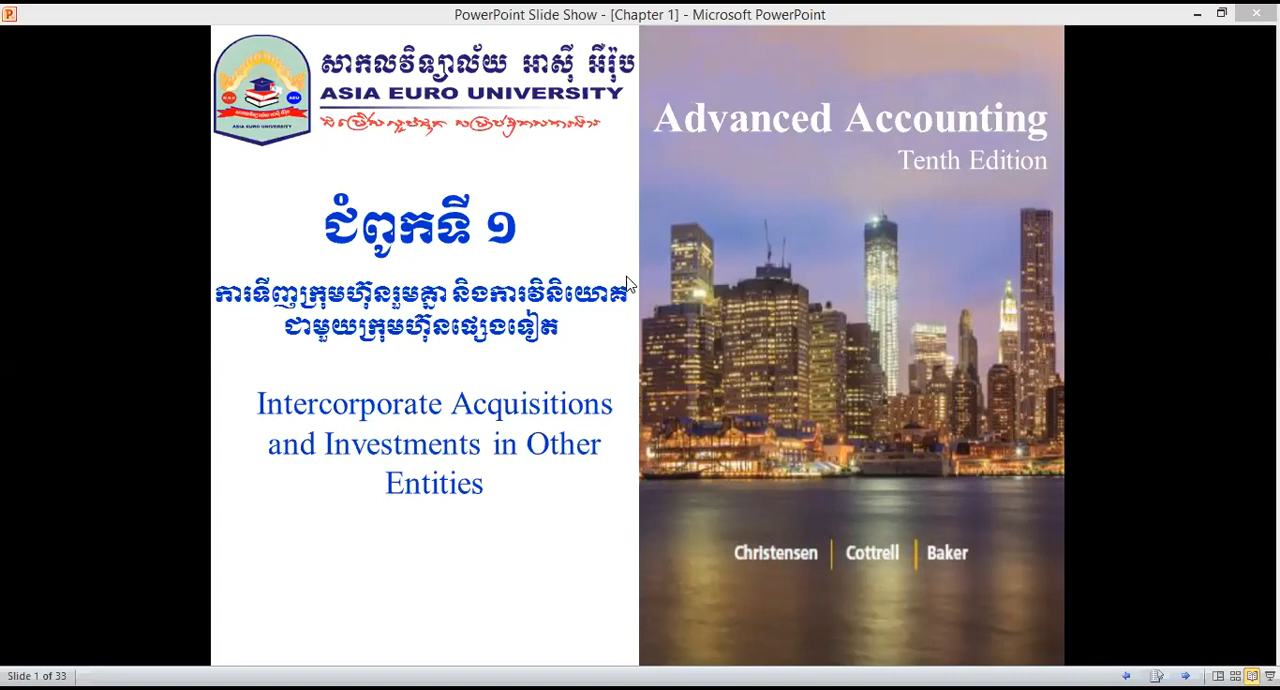 PowerPoint Slide Show - [Chapter 1] - Microsoft PowerPoint
សាកលវិទ្យាល័យ អាស៊ី អឺរ៉ុប
ASIA EURO UNIVERSITY
ASIA EURO UNIVERSITY
ជំពូកទី ១
ការទិញក្រុមហ៊ុនរួមគ្នា និងការវិនិយោគ
ជាមួយក្រុមហ៊ុនផ្សេងទៀត
Intercorporate Acquisitions
and Investments in Other
Entities
Advanced Accounting
Tenth Edition
Christensen | Cottrell | Baker
Slide 1 of 33